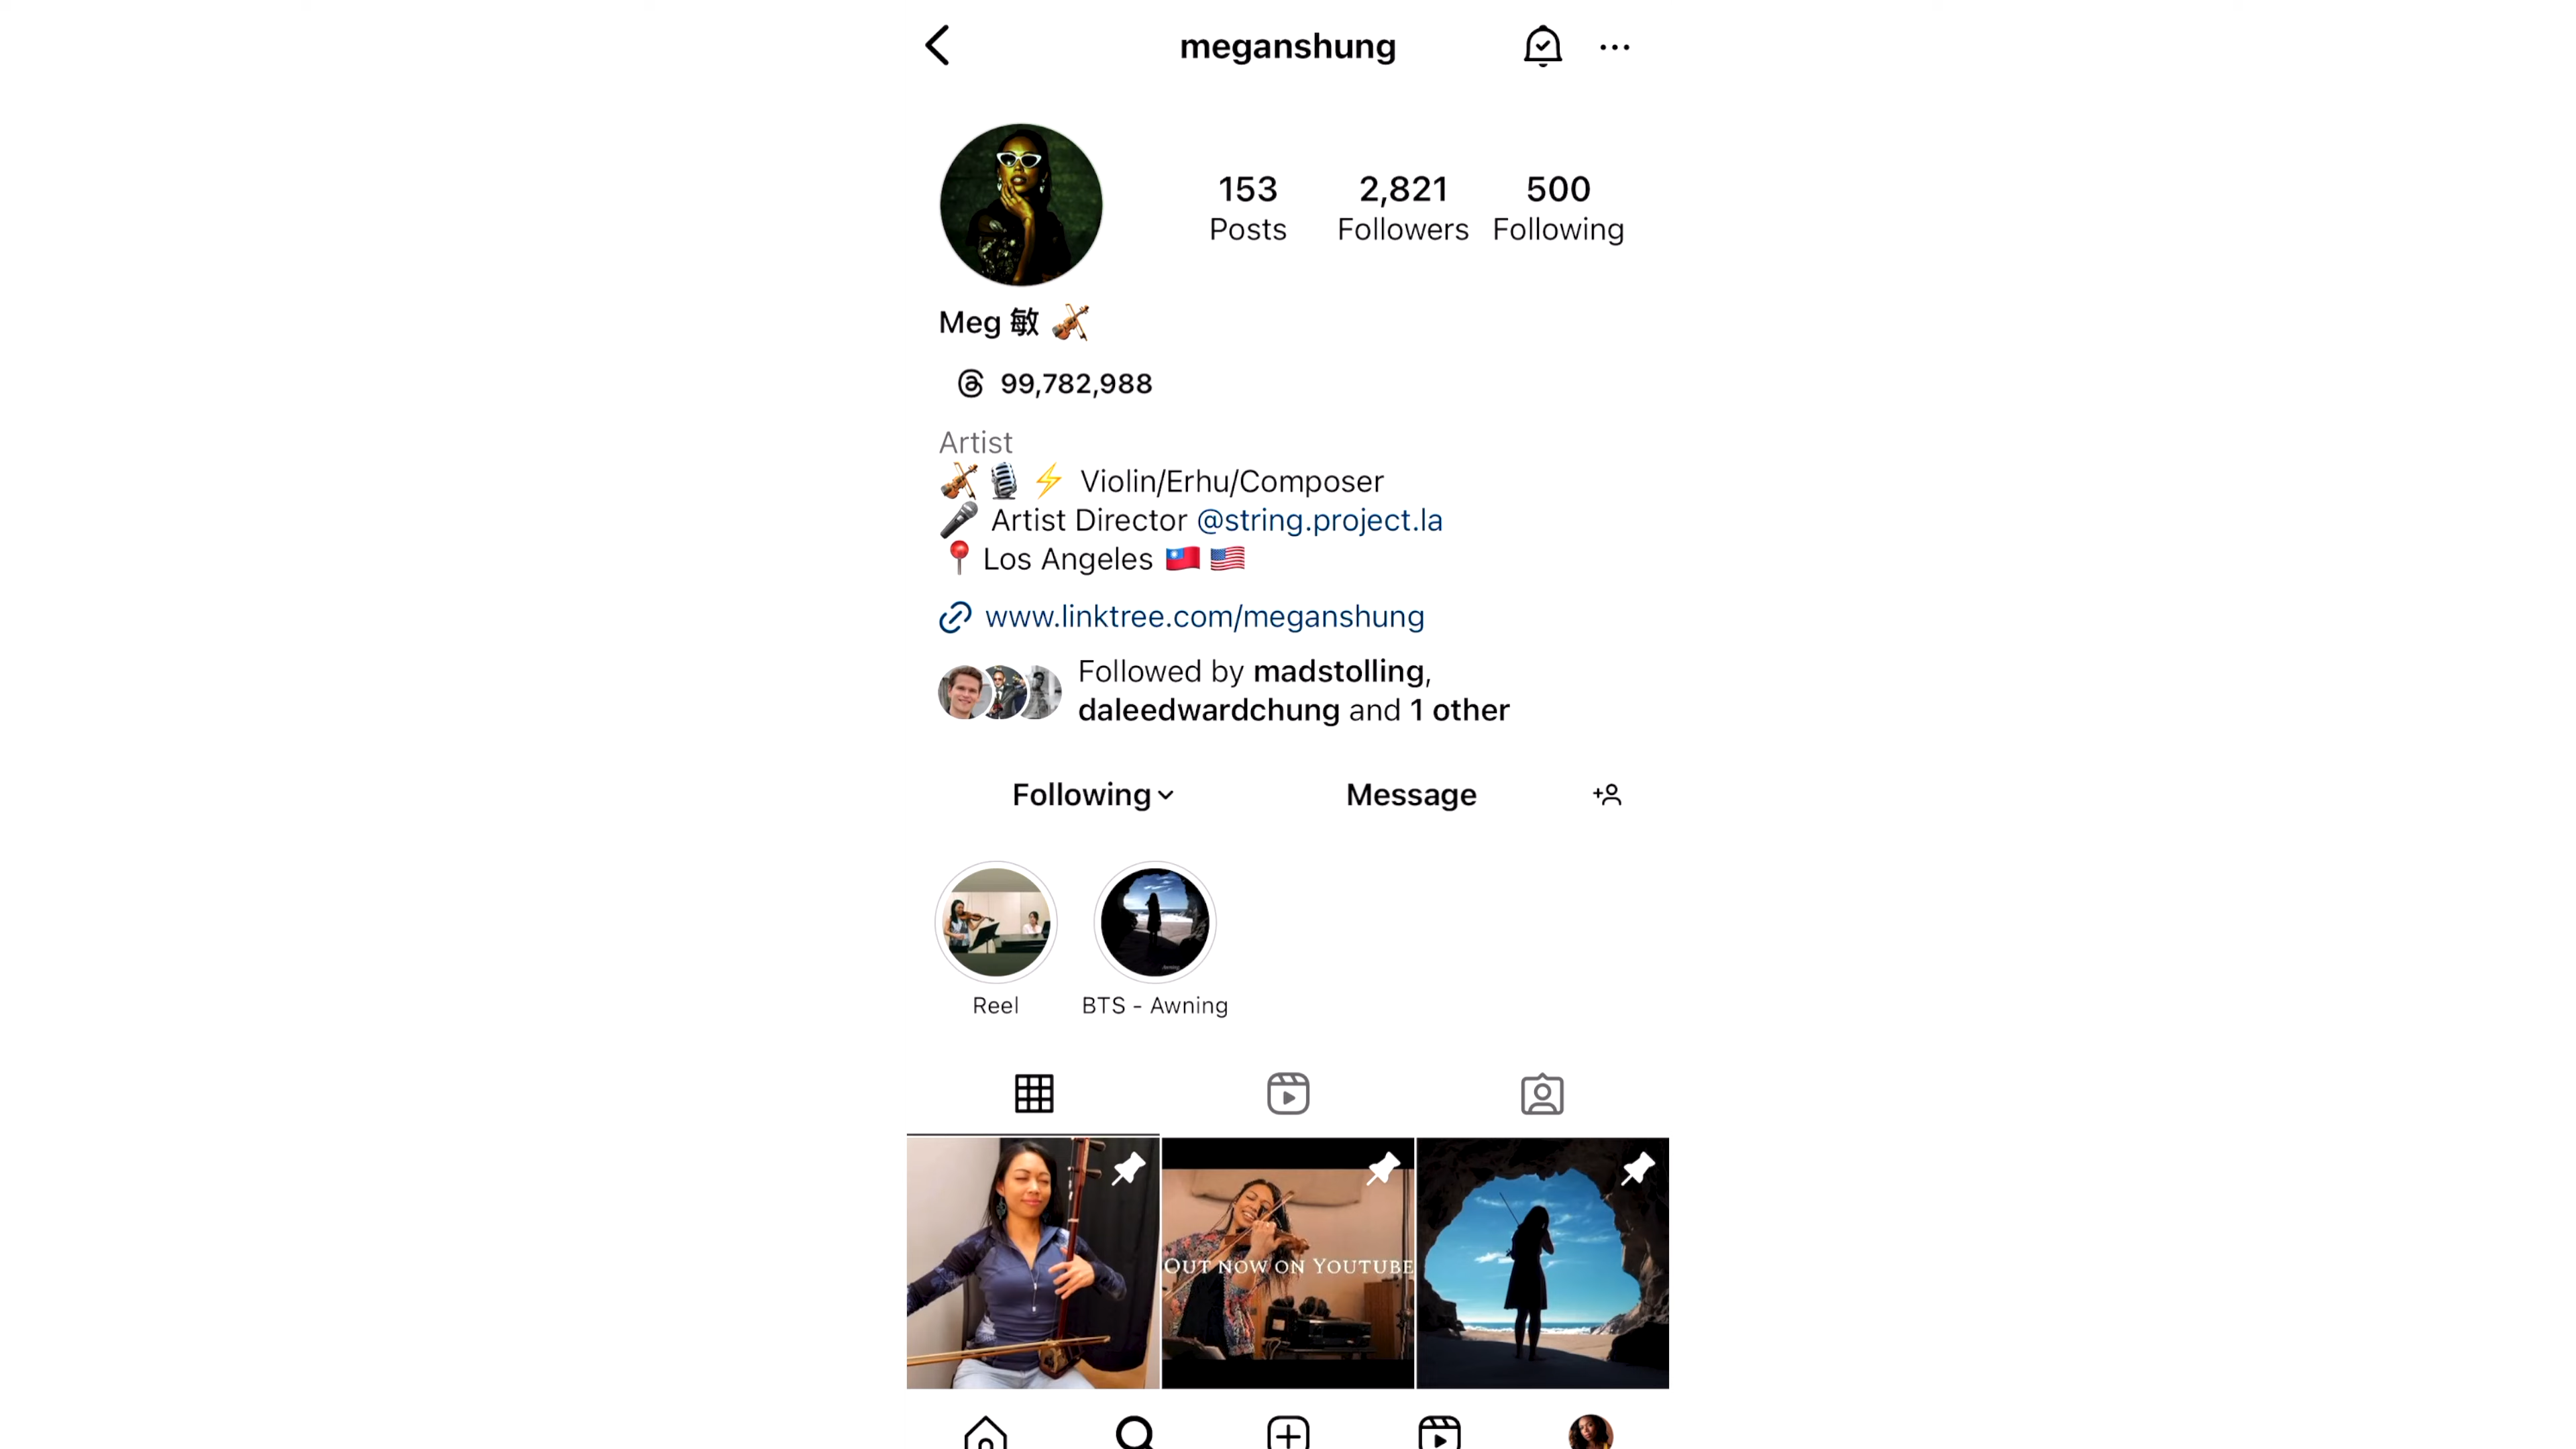 meganshung
153 2,821 500
Posts Followers Following
Meg 敏
99,782,988
Artist
Violin/Erhu/Composer
Artist Director @string.project.la
Los Angeles
www.linktree.com/meganshung
Followed by madstolling,
daleedwardchung and 1 other
Following Message
Reel BTS - Awning
OUT NOW ON YOUTUBE